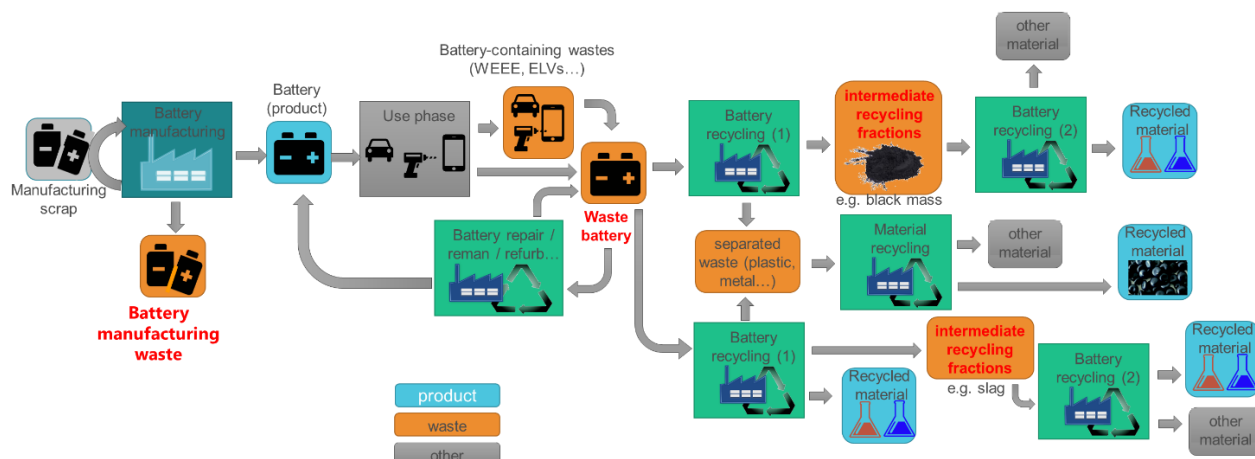 Battery-containing wastes
(WEEE, ELVs…)
other
material
Battery
(product)
Battery
manufacturing
Use phase
Battery
recycling (1)
intermediate
recycling
fractions
Battery
recycling (2)
Recycled
material
Manufacturing
scrap
e.g. black mass
Waste
battery
Battery repair /
reman / refurb…
separated
waste (plastic,
metal…)
Material
recycling
other
material
Recycled
material
Battery
manufacturing
waste
Battery
recycling (1)
intermediate
recycling
fractions
e.g. slag
Battery
recycling (2)
Recycled
material
Recycled
material
other
material
product
waste
other